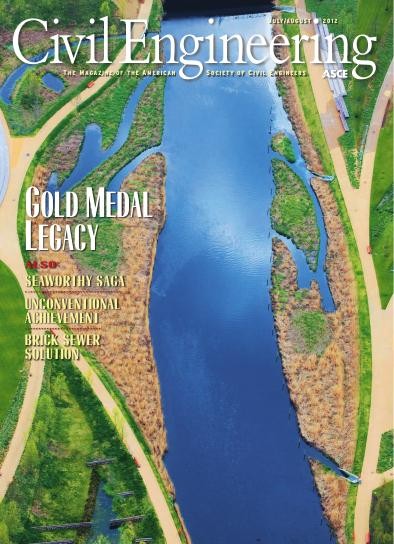 JULY/AUGUST ● 2012
Civil Engineering
THE MAGAZINE OF THE AMERICAN SOCIETY OF CIVIL ENGINEERS ASCE
GOLD MEDAL
LEGACY
ALSO
SEAWORTHY SAGA
UNCONVENTIONAL
ACHIEVEMENT
BRICK SEWER
SOLUTION